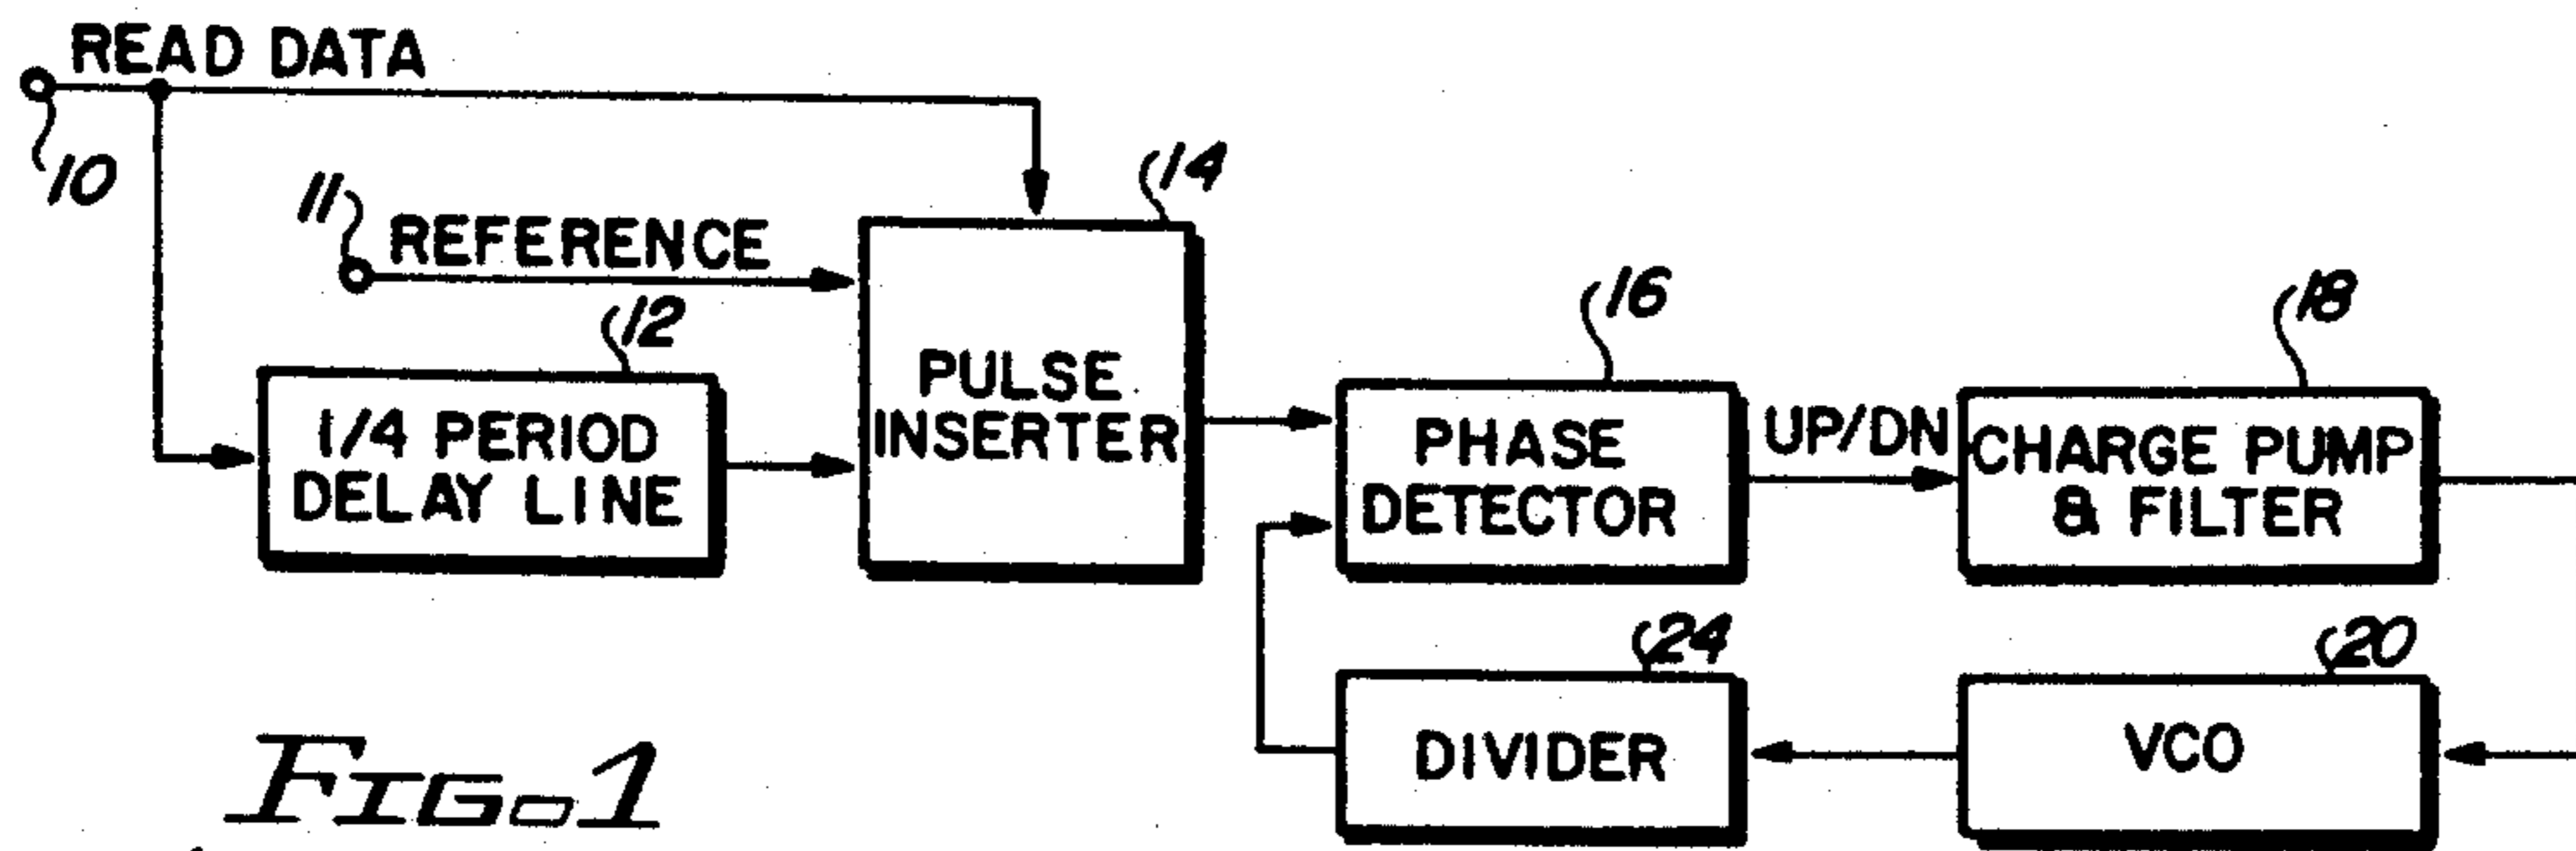 READ DATA
10
11
REFERENCE
12
1/4 PERIOD
DELAY LINE
14
PULSE
INSERTER
16
PHASE
DETECTOR
UP/DN
18
CHARGE PUMP
& FILTER
24
DIVIDER
20
VCO
FIG. 1